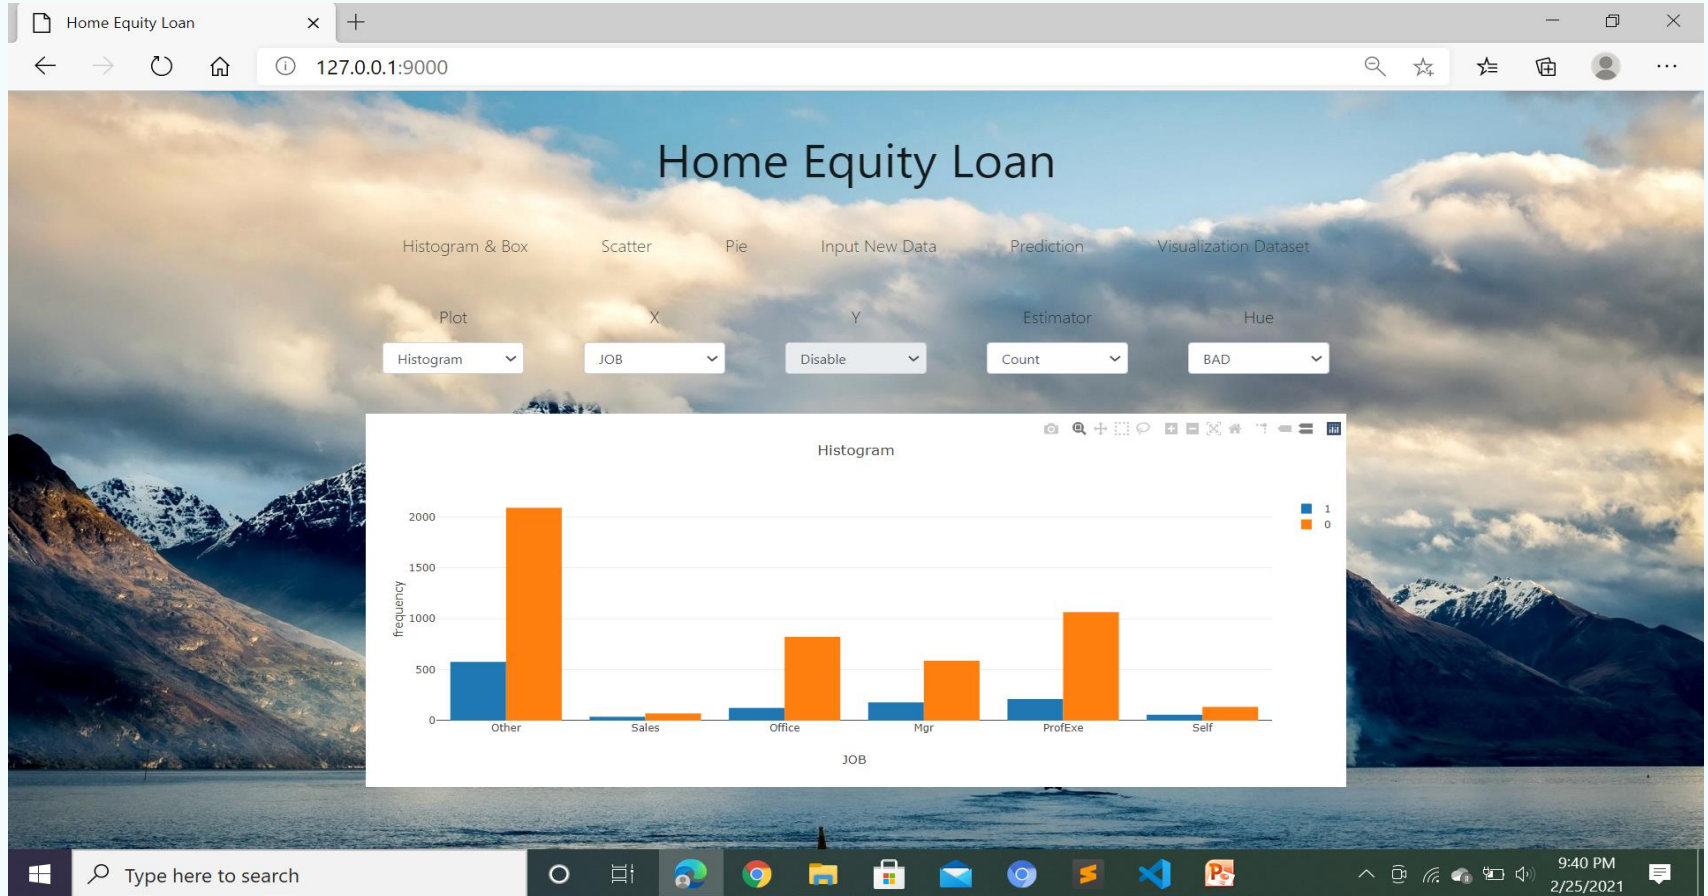 Home Equity Loan
127.0.0.1:9000
Home Equity Loan
Histogram & Box Scatter Pie Input New Data Prediction Visualization Dataset
Plot X Y Estimator Hue
Histogram JOB Disable Count BAD
Histogram
1
0
2000
1500
1000
500
0
frequency
Other Sales Office Mgr ProfExe Self
JOB
Type here to search
9:40 PM
2/25/2021